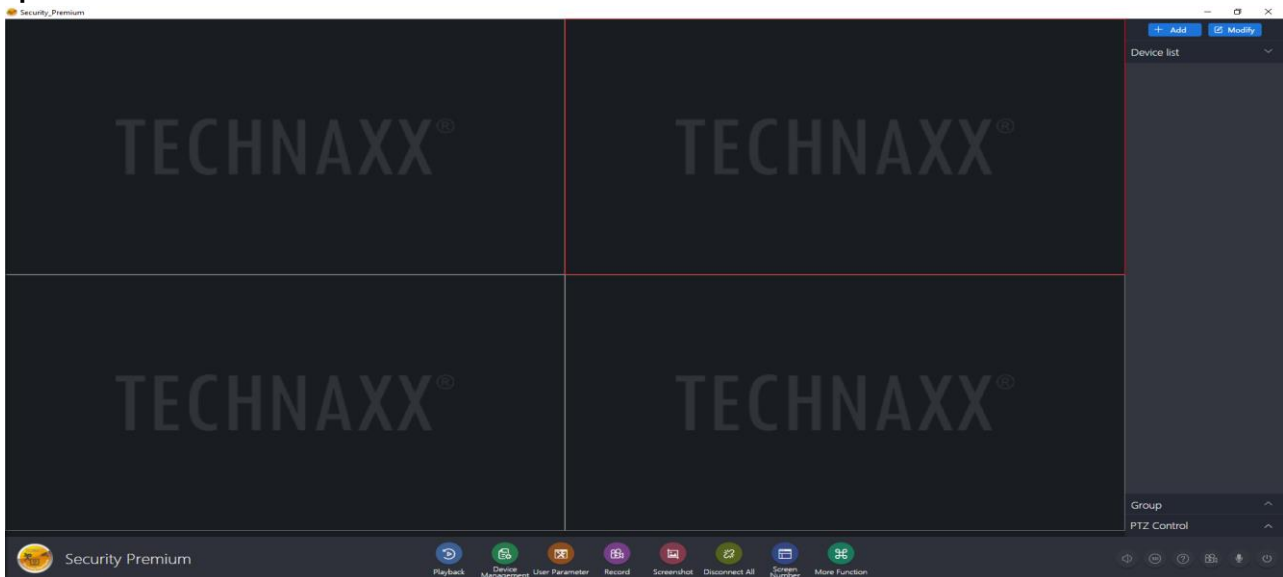 Security_Premium
+ Add Modify
Device list
TECHNAXX® TECHNAXX®
TECHNAXX® TECHNAXX®
Group
PTZ Control
Security Premium
Playback Device Management User Parameter Record Screenshot Disconnect All Screen Number More Function